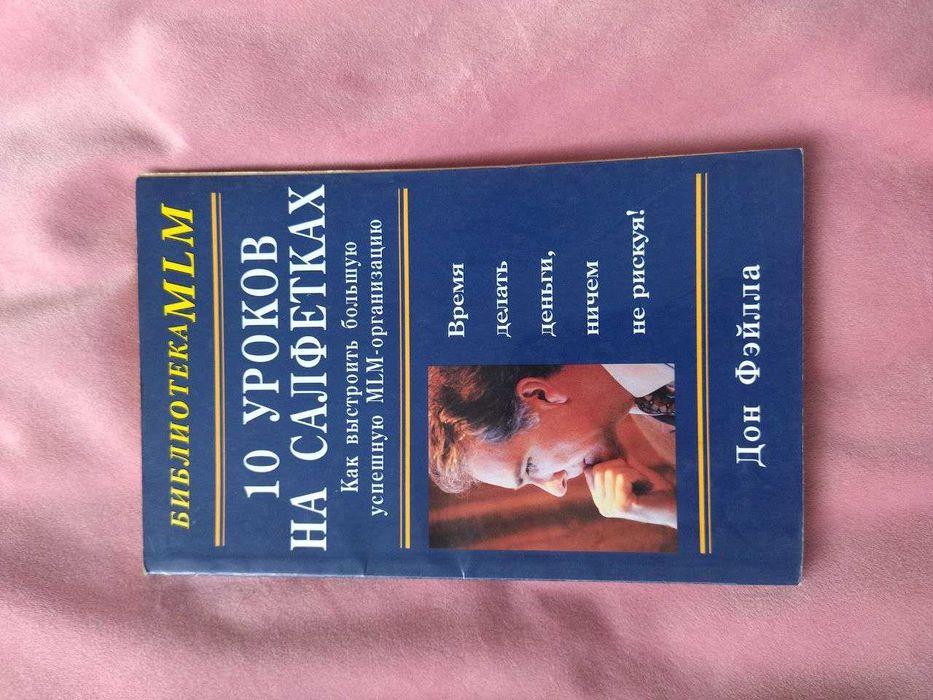 БИБЛИОТЕКА MLM
10 УРОКОВ
НА САЛФЕТКАХ
Как выстроить большую
успешную MLM-организацию
Время
делать
деньги,
ничем
не рискуя!
Дон Фэйлла